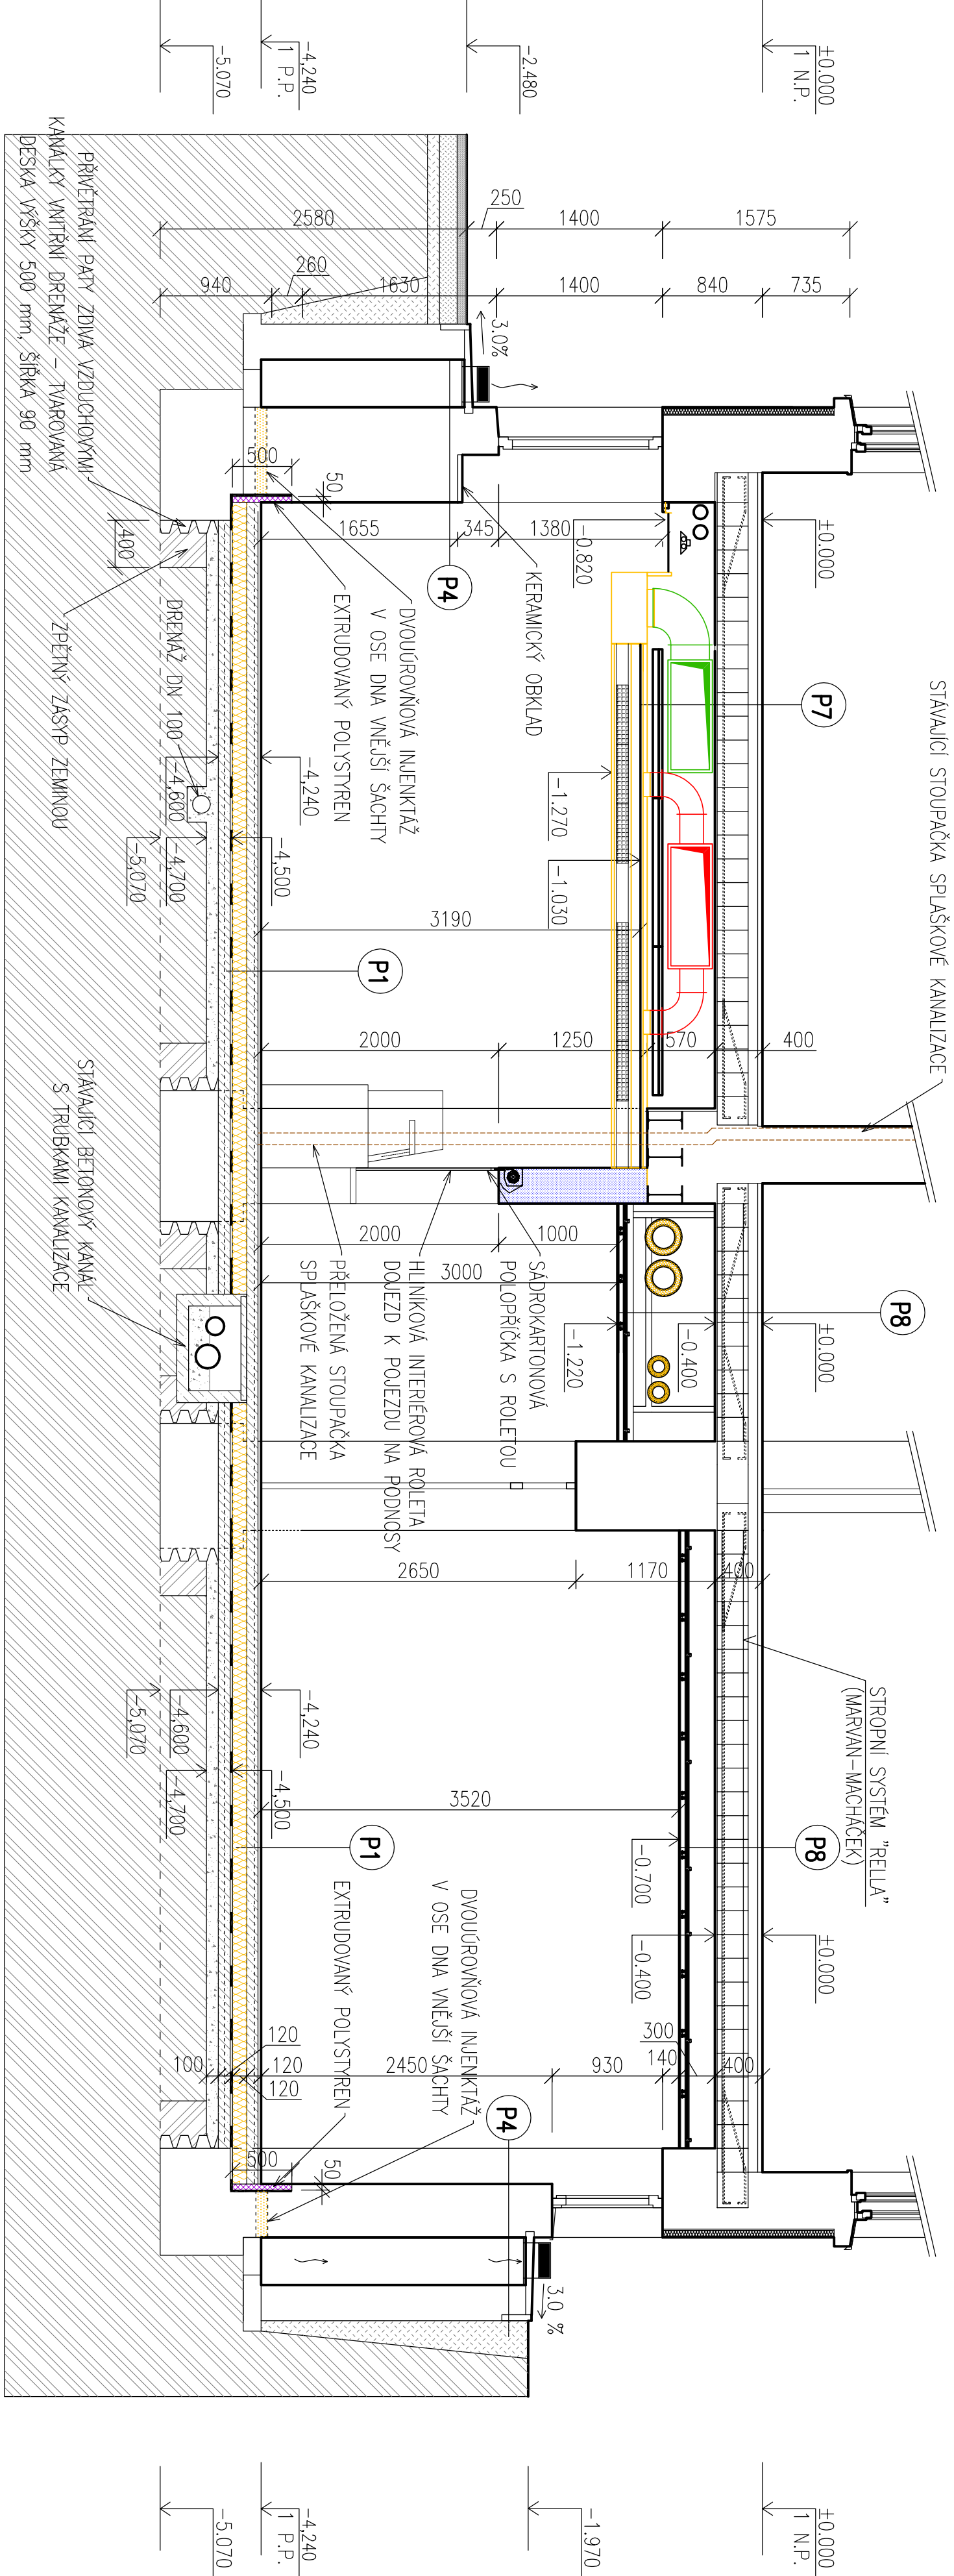 ±0.000
1 N.P.
-2.480
-4,240
1 P.P.
-5.070
1575
1400
250
2580
735
840
1400
1630
260
940
3.0%
PŘIVĚTRÁNÍ PATY ZDIVA VZDUCHOVÝMI
KANÁLKY VNITŘNÍ DRENÁŽE - TVAROVANÁ
DESKA VÝŠKY 500 mm, ŠÍŘKA 90 mm
500
50
400
1655
345
1380
±0.000
-0.820
P4
KERAMICKÝ OBKLAD
DVOUÚROVŇOVÁ INJENKTÁŽ
V OSE DNA VNĚJŠÍ ŠACHTY
EXTRUDOVANÝ POLYSTYREN
DRENÁŽ DN 100
ZPĚTNÝ ZÁSYP ZEMINOU
STÁVAJÍCÍ STOUPAČKA SPLAŠKOVÉ KANALIZACE
P7
-1.270
-1.030
-4,240
-4,500
-4,600
-4,700
-5,070
3190
P1
400
570
1250
2000
STÁVAJÍCÍ BETONOVÝ KANÁL
S TRUBKAMI KANALIZACE
1000
2000
3000
SÁDROKARTONOVÁ
POLOPŘÍČKA S ROLETOU
HLINÍKOVÁ INTERIÉROVÁ ROLETA
DOJEZD K POJEZDU NA PODNOSY
PŘELOŽENÁ STOUPAČKA
SPLAŠKOVÉ KANALIZACE
P8
±0.000
-0.400
-1.220
400
1170
2650
STROPNÍ SYSTÉM "RELLA"
(MARVAN-MACHÁČEK)
-4,240
-4,500
-4,600
-4,700
-5,070
3520
P8
P1
-0.700
±0.000
-0.400
DVOUÚROVŇOVÁ INJENKTÁŽ
V OSE DNA VNĚJŠÍ ŠACHTY
EXTRUDOVANÝ POLYSTYREN
400
300
140
930
2450
120
120
120
100
P4
500
50
3.0 %
±0.000
1 N.P.
-1.970
-4,240
1 P.P.
-5.070